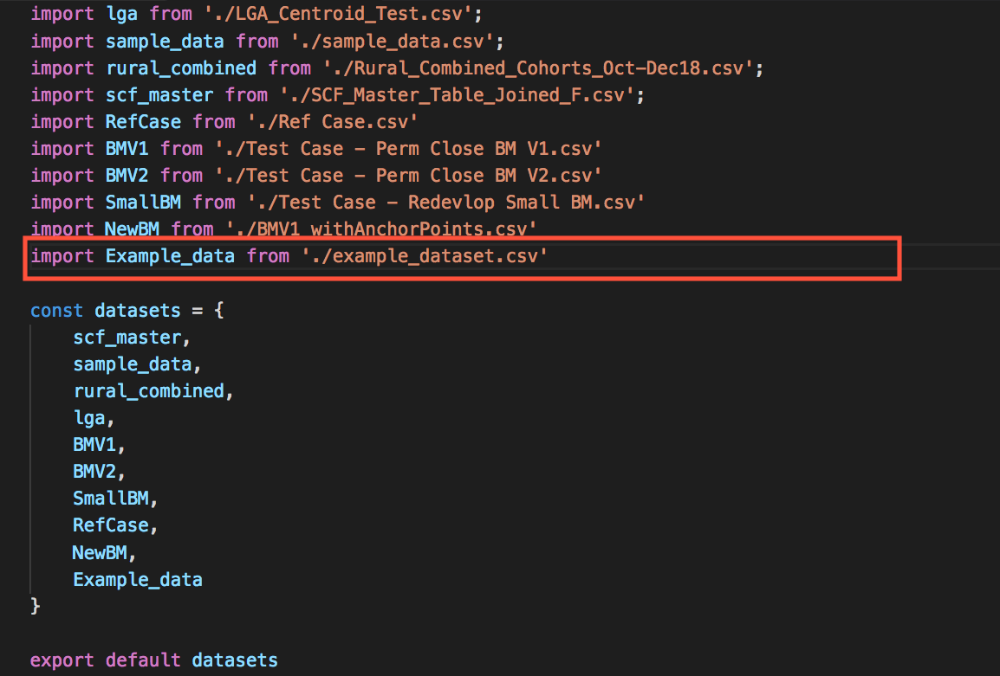 import lga from './LGA_Centroid_Test.csv';
import sample_data from './sample_data.csv';
import rural_combined from './Rural_Combined_Cohorts_Oct-Dec18.csv';
import scf_master from './SCF_Master_Table_Joined_F.csv';
import RefCase from './Ref Case.csv'
import BMV1 from './Test Case - Perm Close BM V1.csv'
import BMV2 from './Test Case - Perm Close BM V2.csv'
import SmallBM from './Test Case - Redevlop Small BM.csv'
import NewBM from './BMV1_withAnchorPoints.csv'
import Example_data from './example_dataset.csv'
const datasets = {
scf_master,
sample_data,
rural_combined,
lga,
BMV1,
BMV2,
SmallBM,
RefCase,
NewBM,
Example_data
}
export default datasets